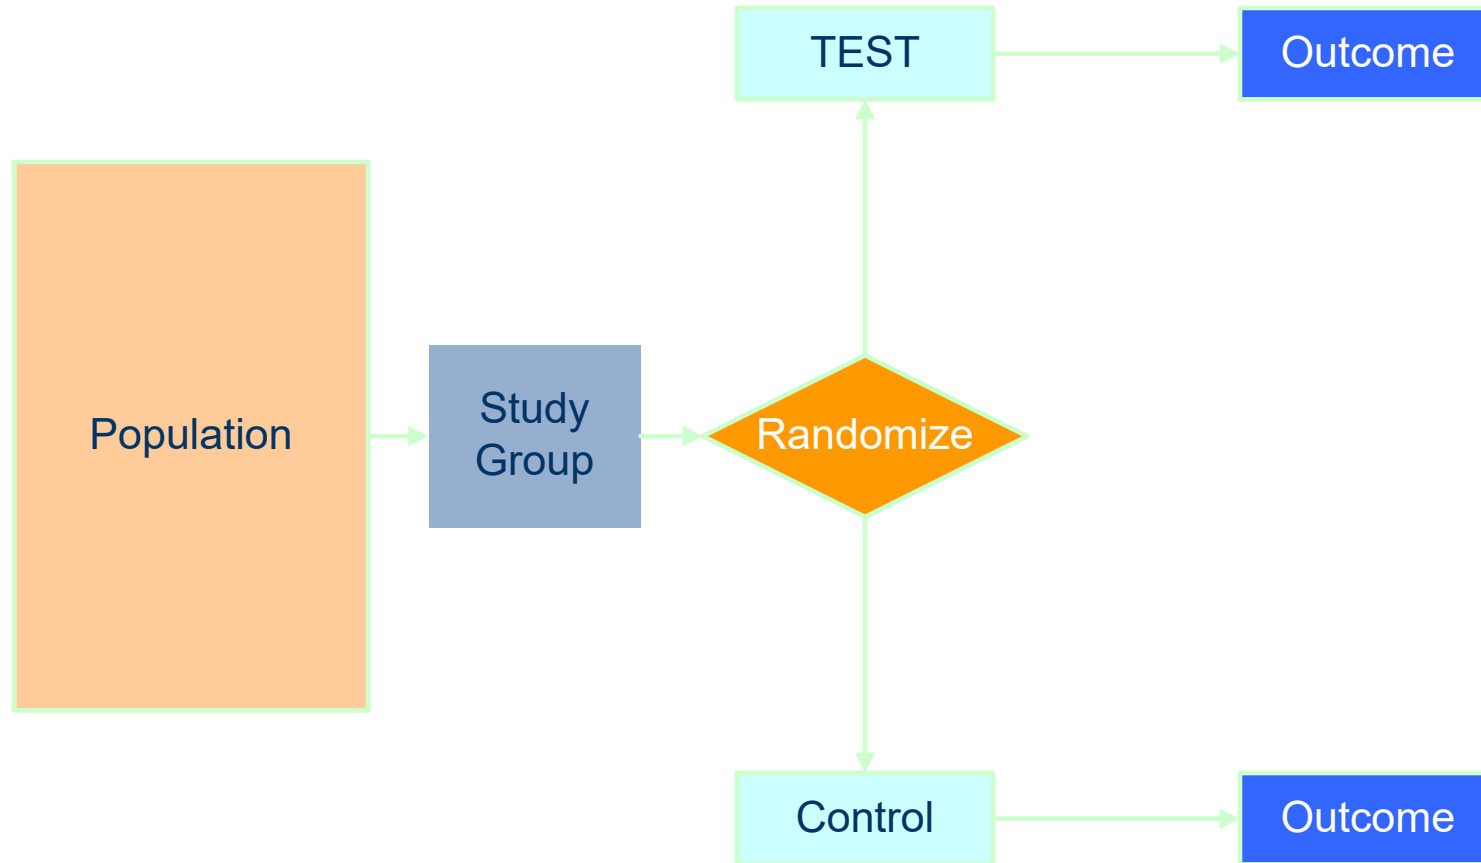 TEST
Outcome
Population
Study
Group
Randomize
Control
Outcome